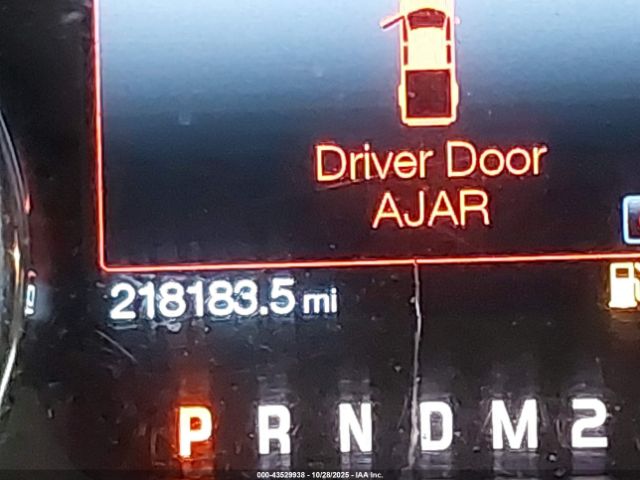 Driver Door
AJAR
218183.5 mi
P R N D M 2
000-43529938 - 10/28/2025 - IAA Inc.